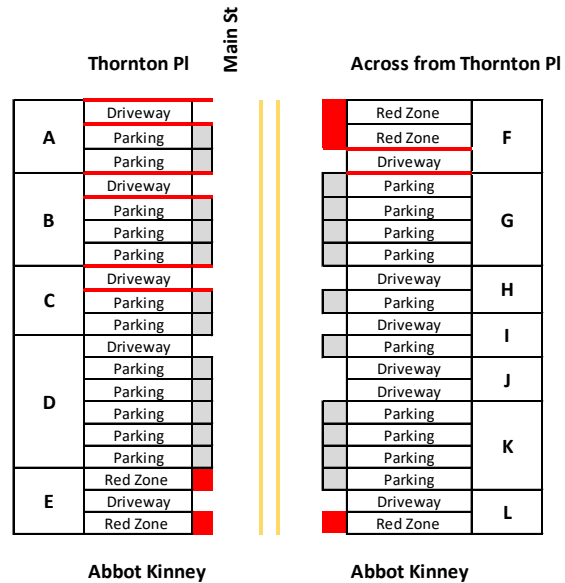 Main St
Thornton Pl
Across from Thornton Pl
A
Driveway
Parking
Parking
B
Driveway
Parking
Parking
Parking
C
Driveway
Parking
Parking
D
Driveway
Parking
Parking
Parking
Parking
Parking
E
Red Zone
Driveway
Red Zone
Red Zone
Red Zone
Driveway
F
Parking
Parking
Parking
Parking
G
Driveway
Parking
H
Driveway
Parking
I
Driveway
Driveway
J
Parking
Parking
Parking
Parking
K
Driveway
Red Zone
L
Abbot Kinney
Abbot Kinney